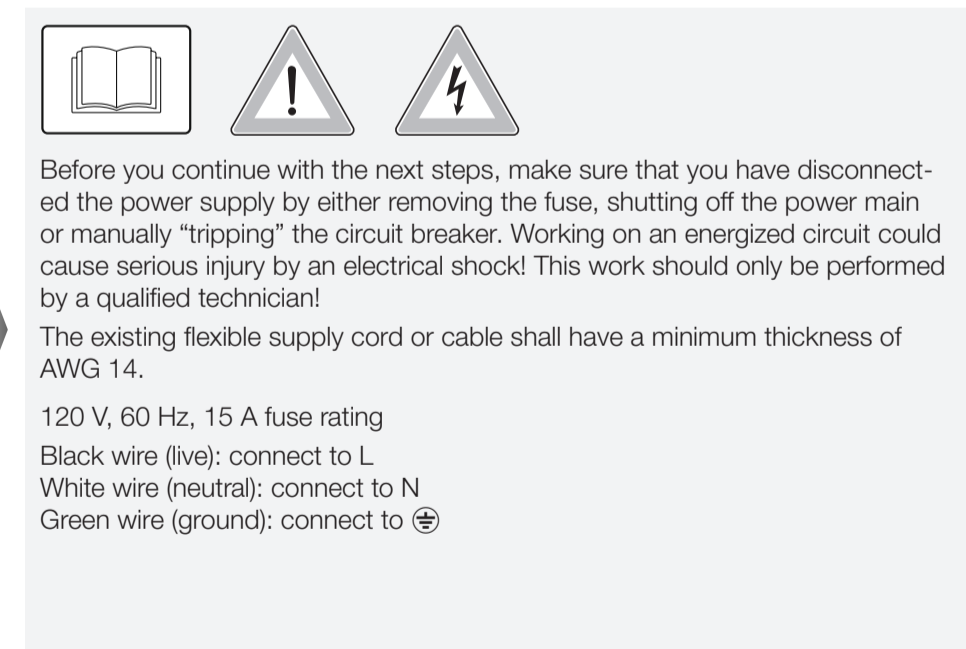 Before you continue with the next steps, make sure that you have disconnect-
ed the power supply by either removing the fuse, shutting off the power main
or manually “tripping” the circuit breaker. Working on an energized circuit could
cause serious injury by an electrical shock! This work should only be performed
by a qualified technician!
The existing flexible supply cord or cable shall have a minimum thickness of
AWG 14.
120 V, 60 Hz, 15 A fuse rating
Black wire (live): connect to L
White wire (neutral): connect to N
Green wire (ground): connect to ⏚